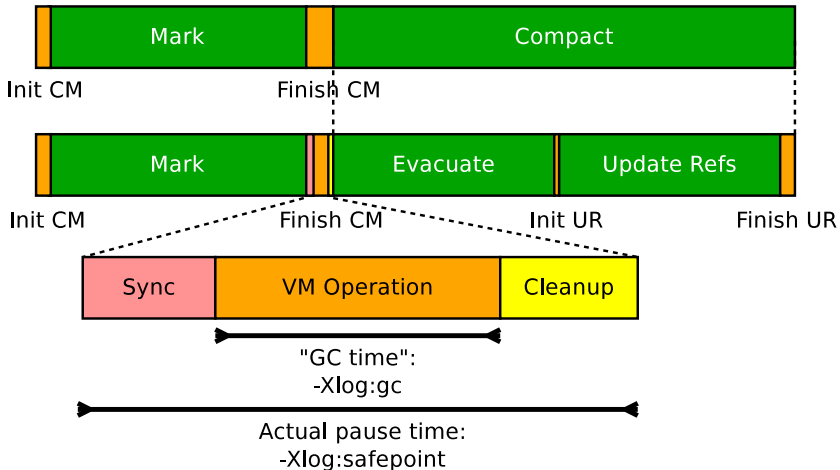 Mark
Compact
Init CM
Finish CM
Mark
Evacuate
Update Refs
Init CM
Finish CM
Init UR
Finish UR
Sync
VM Operation
Cleanup
"GC time":
-Xlog:gc
Actual pause time:
-Xlog:safepoint